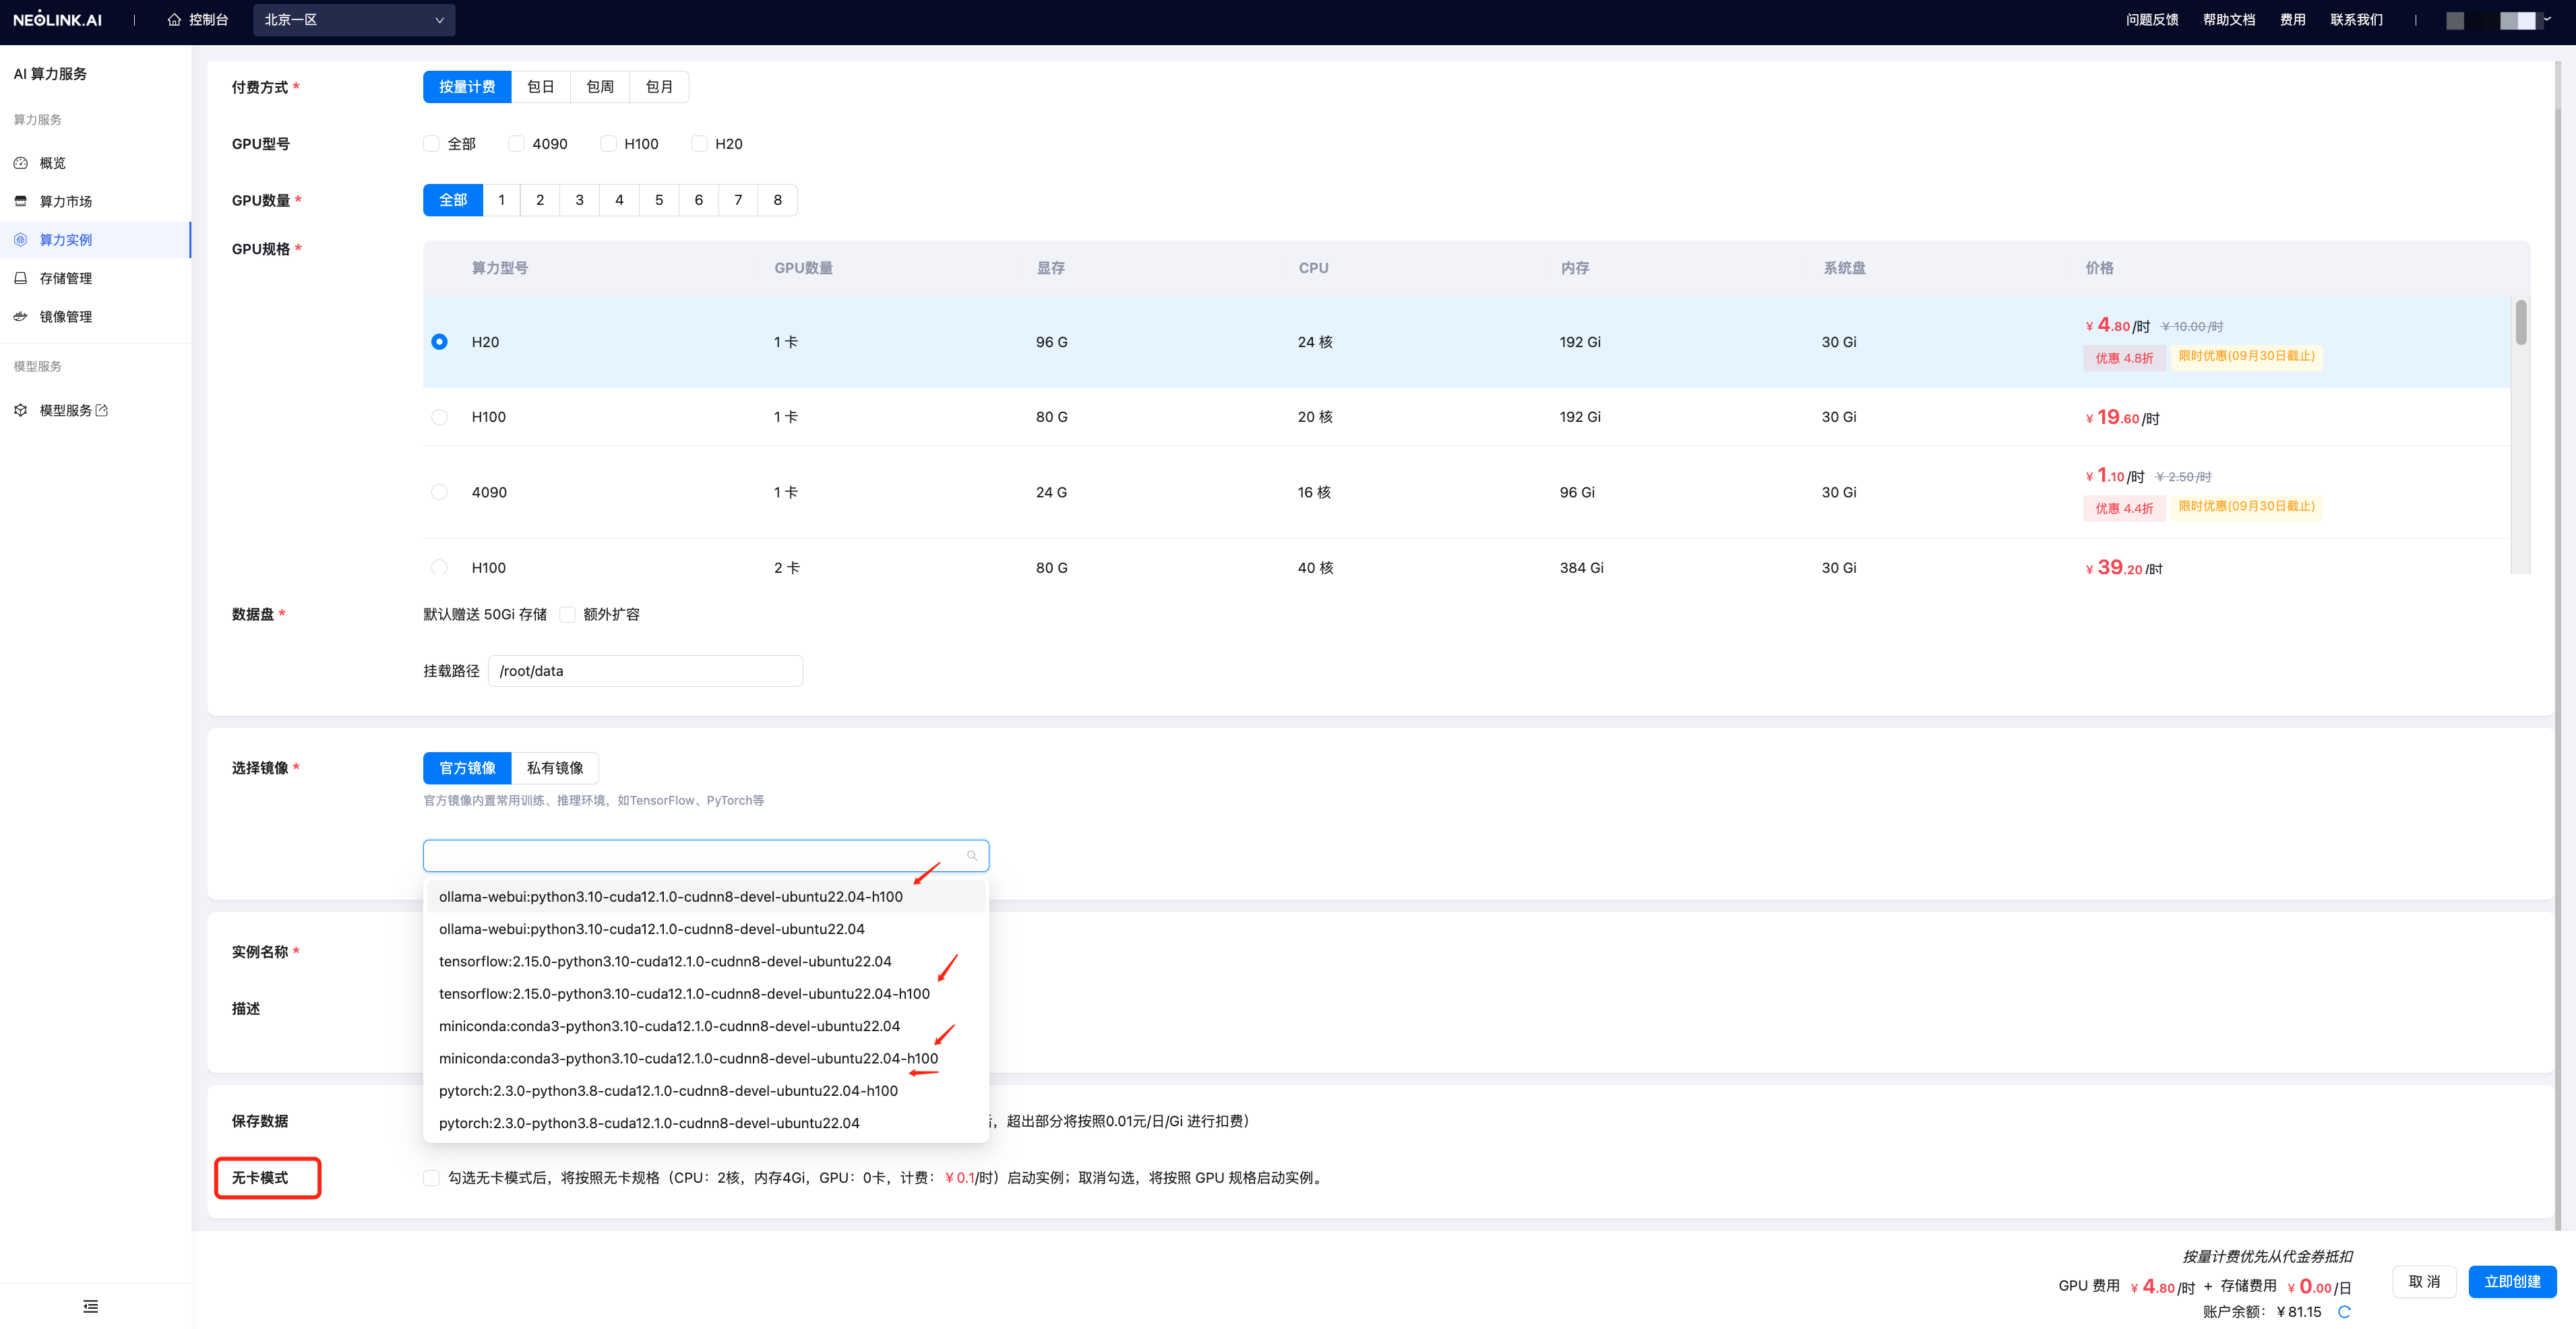 NEOLINK.AI
控制台
北京一区
问题反馈 帮助文档 费用 联系我们
AI 算力服务
算力服务
概览
算力市场
算力实例
存储管理
镜像管理
模型服务
模型服务
付费方式 * 按量计费 包日 包周 包月
GPU型号 全部 4090 H100 H20
GPU数量 * 全部 1 2 3 4 5 6 7 8
GPU规格 *
算力型号 GPU数量 显存 CPU 内存 系统盘 价格
H20 1 卡 96 G 24 核 192 Gi 30 Gi ¥ 4.80/时 ¥ 10.00/时
优惠 4.8折 限时优惠(09月30日截止)
H100 1 卡 80 G 20 核 192 Gi 30 Gi ¥ 19.60/时
4090 1 卡 24 G 16 核 96 Gi 30 Gi ¥ 1.10/时 ¥ 2.50/时
优惠 4.4折 限时优惠(09月30日截止)
H100 2 卡 80 G 40 核 384 Gi 30 Gi ¥ 39.20/时
数据盘 * 默认赠送 50Gi 存储 额外扩容
挂载路径 /root/data
选择镜像 * 官方镜像 私有镜像
官方镜像内置常用训练、推理环境，如TensorFlow、PyTorch等
ollama-webui:python3.10-cuda12.1.0-cudnn8-devel-ubuntu22.04-h100
ollama-webui:python3.10-cuda12.1.0-cudnn8-devel-ubuntu22.04
tensorflow:2.15.0-python3.10-cuda12.1.0-cudnn8-devel-ubuntu22.04
tensorflow:2.15.0-python3.10-cuda12.1.0-cudnn8-devel-ubuntu22.04-h100
miniconda:conda3-python3.10-cuda12.1.0-cudnn8-devel-ubuntu22.04
miniconda:conda3-python3.10-cuda12.1.0-cudnn8-devel-ubuntu22.04-h100
pytorch:2.3.0-python3.8-cuda12.1.0-cudnn8-devel-ubuntu22.04-h100
pytorch:2.3.0-python3.8-cuda12.1.0-cudnn8-devel-ubuntu22.04
实例名称 *
描述
保存数据 ，超出部分将按照0.01元/日/Gi 进行扣费）
无卡模式 勾选无卡模式后，将按照无卡规格（CPU：2核，内存4Gi，GPU：0卡，计费：￥0.1/时）启动实例；取消勾选，将按照 GPU 规格启动实例。
按量计费优先从代金券抵扣
GPU 费用 ¥ 4.80/时 + 存储费用 ¥ 0.00/日
账户余额：￥81.15
取 消 立即创建